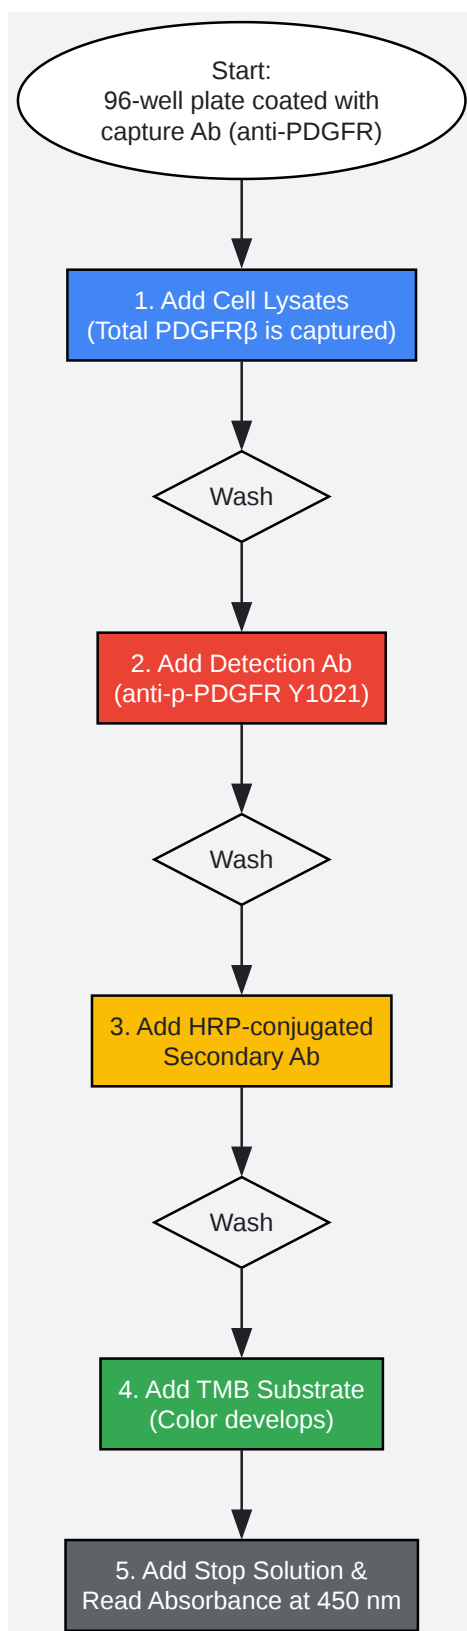 Start:
96-well plate coated with
capture Ab (anti-PDGFR)
1. Add Cell Lysates
(Total PDGFRβ is captured)
Wash
2. Add Detection Ab
(anti-p-PDGFR Y1021)
Wash
3. Add HRP-conjugated
Secondary Ab
Wash
4. Add TMB Substrate
(Color develops)
5. Add Stop Solution &
Read Absorbance at 450 nm